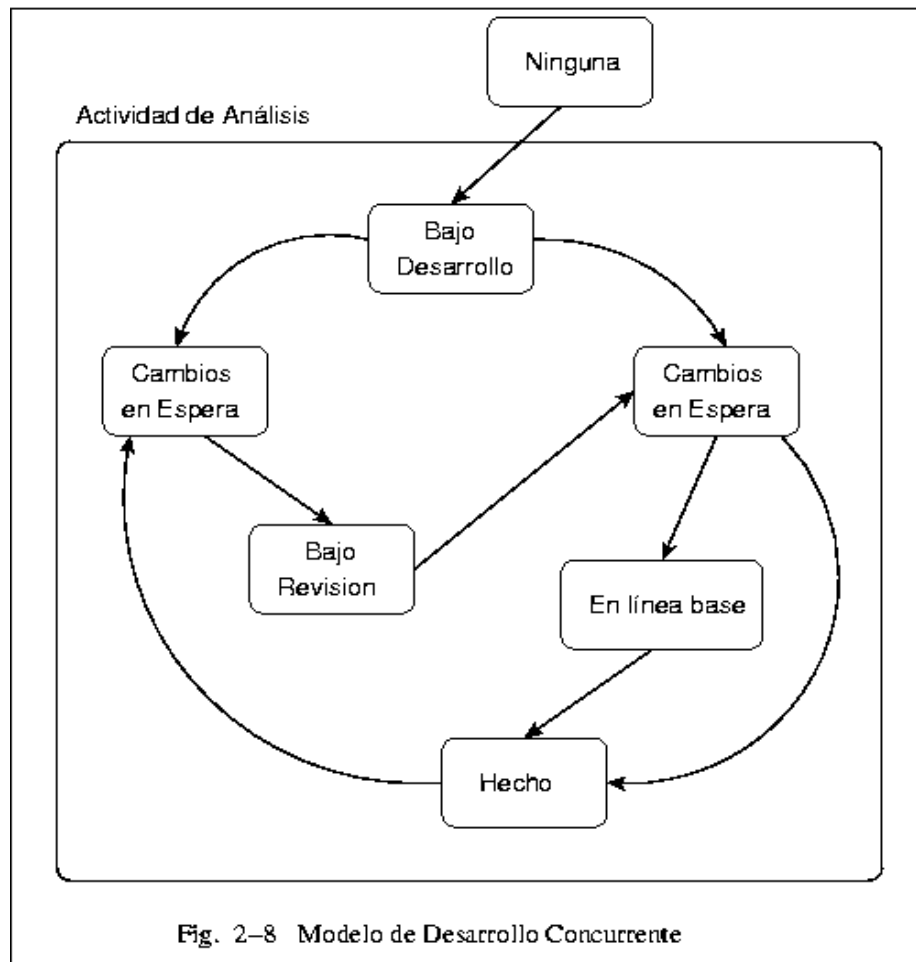 Ninguna
Actividad de Análisis
Bajo
Desarrollo
Cambios
en Espera
Cambios
en Espera
Bajo
Revision
En línea base
Hecho
Fig. 2–8 Modelo de Desarrollo Concurrente